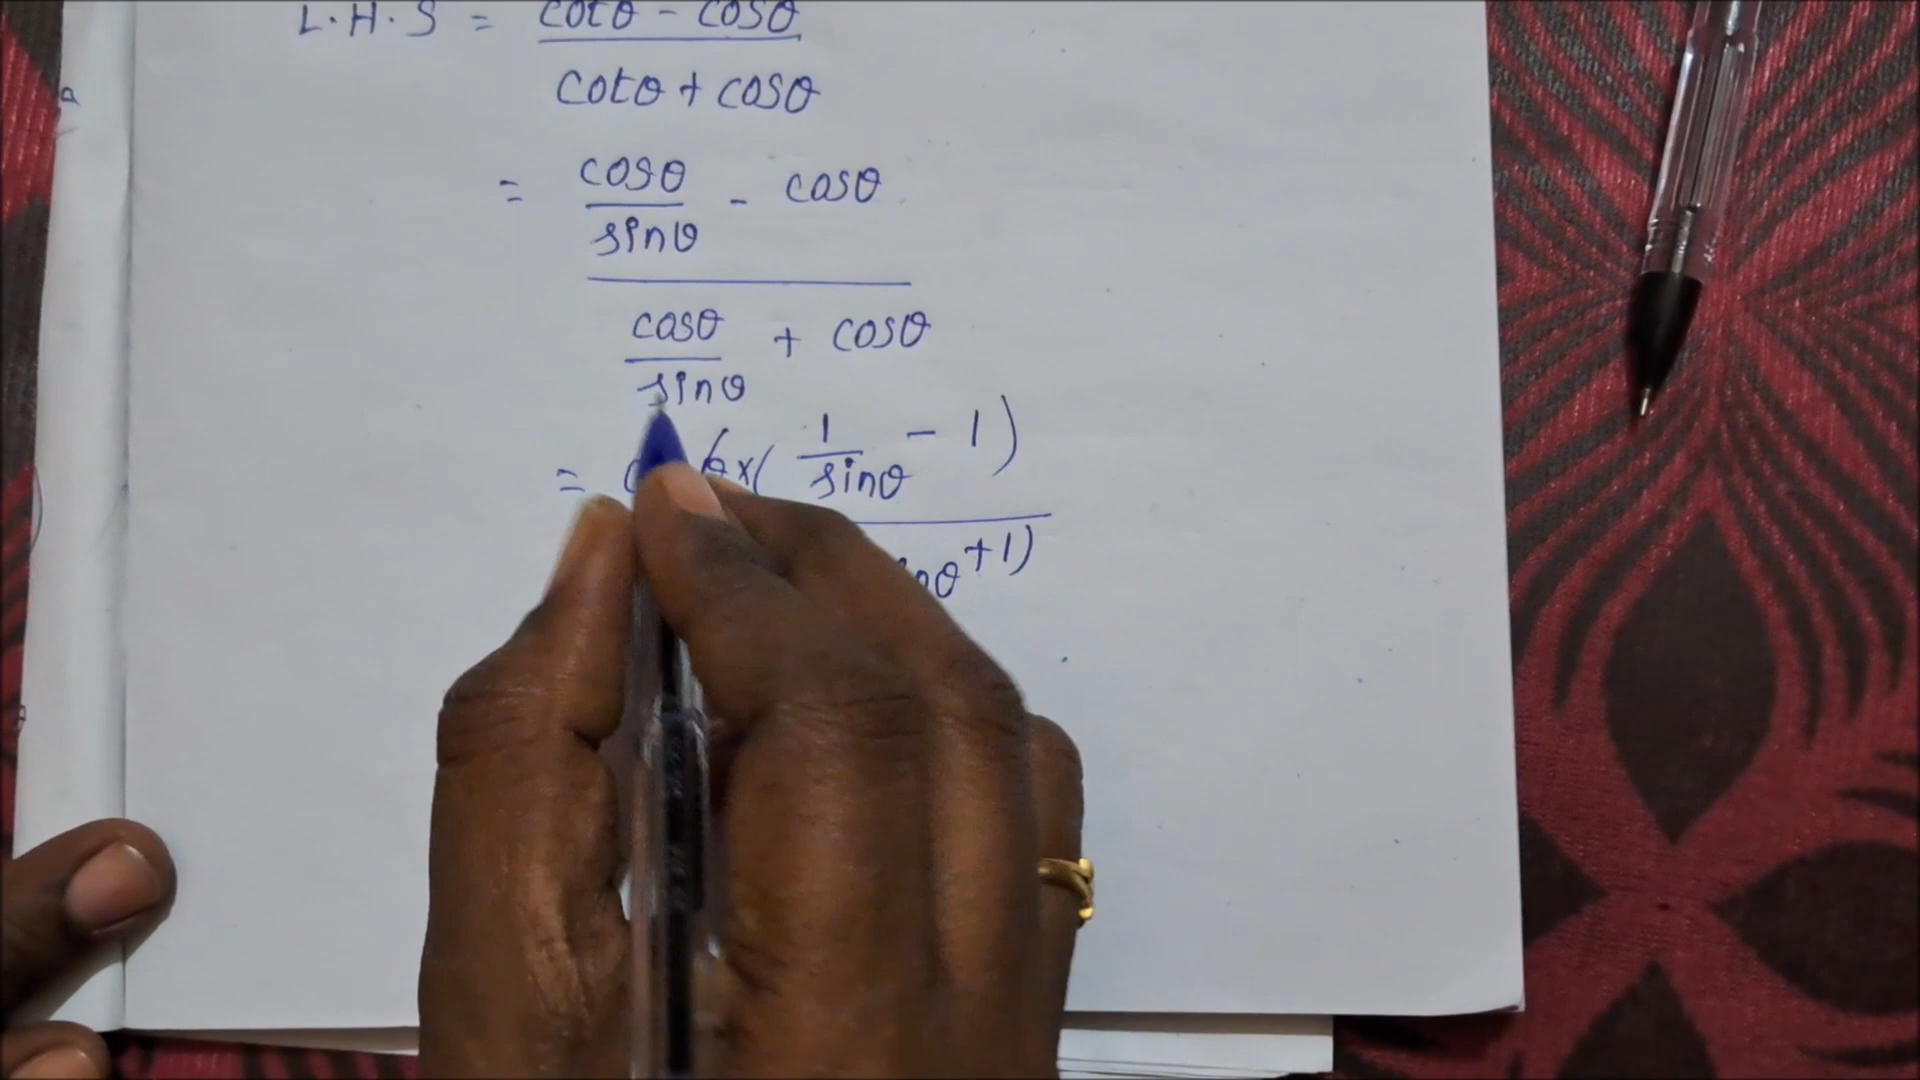 L.H.S = cotθ - cosθ
cotθ + cosθ
= cosθ - cosθ
sinθ
cosθ + cosθ
sinθ
= ( 1 - 1)
sinθ
+1)